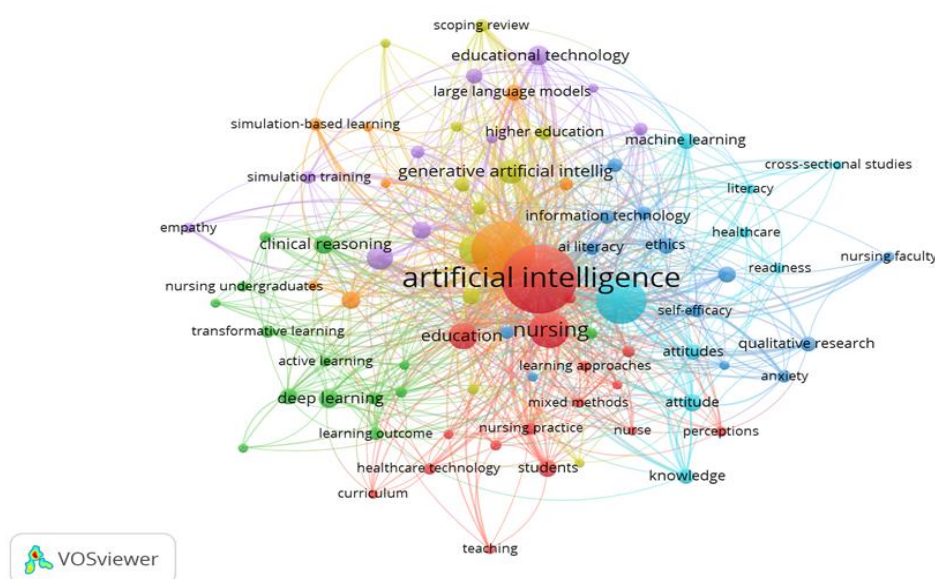 scoping review
educational technology
large language models
simulation-based learning
higher education
machine learning
cross-sectional studies
generative artificial intellig
simulation training
literacy
information technology
empathy
healthcare
clinical reasoning
ai literacy
ethics
nursing faculty
readiness
artificial intelligence
nursing undergraduates
self-efficacy
transformative learning
education
nursing
qualitative research
attitudes
active learning
learning approaches
anxiety
deep learning
mixed methods
attitude
learning outcome
nursing practice
nurse
perceptions
healthcare technology
students
knowledge
curriculum
teaching
VOSviewer